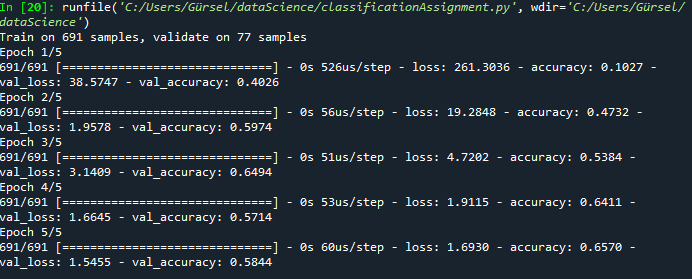 In [20]: runfile('C:/Users/Gürsel/dataScience/classificationAssignment.py', wdir='C:/Users/Gürsel/
dataScience')
Train on 691 samples, validate on 77 samples
Epoch 1/5
691/691 [==============================] - 0s 526us/step - loss: 261.3036 - accuracy: 0.1027 -
val_loss: 38.5747 - val_accuracy: 0.4026
Epoch 2/5
691/691 [==============================] - 0s 56us/step - loss: 19.2848 - accuracy: 0.4732 -
val_loss: 1.9578 - val_accuracy: 0.5974
Epoch 3/5
691/691 [==============================] - 0s 51us/step - loss: 4.7202 - accuracy: 0.5384 -
val_loss: 3.1409 - val_accuracy: 0.6494
Epoch 4/5
691/691 [==============================] - 0s 53us/step - loss: 1.9115 - accuracy: 0.6411 -
val_loss: 1.6645 - val_accuracy: 0.5714
Epoch 5/5
691/691 [==============================] - 0s 60us/step - loss: 1.6930 - accuracy: 0.6570 -
val_loss: 1.5455 - val_accuracy: 0.5844